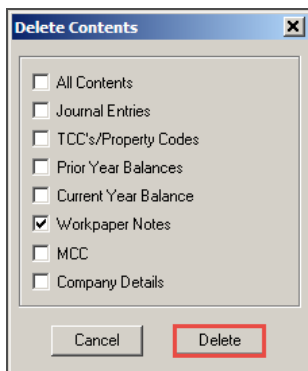 Delete Contents
All Contents
Journal Entries
TCC's/Property Codes
Prior Year Balances
Current Year Balance
Workpaper Notes
MCC
Company Details
Cancel Delete